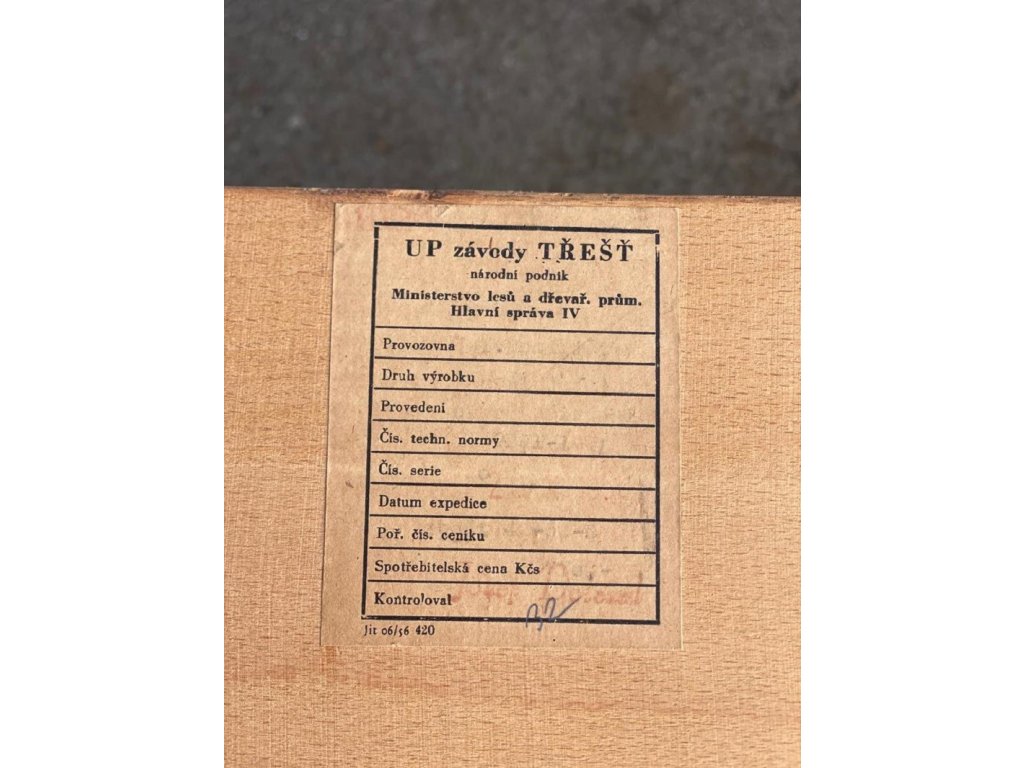 UP závody TŘEŠŤ
národní podnik
Ministerstvo lesů a dřevař. prům.
Hlavní správa IV
Provozovna
Druh výrobku
Provedení
Čís. techn. normy
Čís. serie
Datum expedice
Poř. čís. ceníku
Spotřebitelská cena Kčs
Kontroloval
Jit 06/56 420